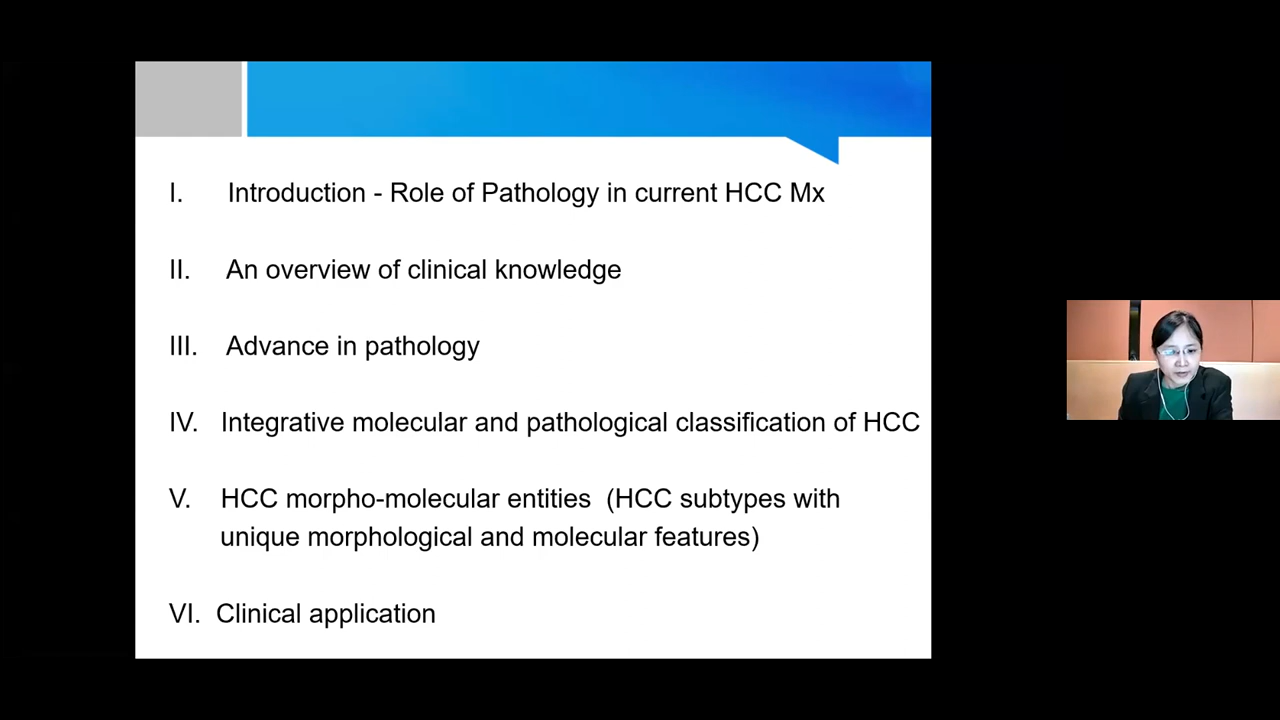 I. Introduction - Role of Pathology in current HCC Mx
II. An overview of clinical knowledge
III. Advance in pathology
IV. Integrative molecular and pathological classification of HCC
V. HCC morpho-molecular entities (HCC subtypes with
unique morphological and molecular features)
VI. Clinical application